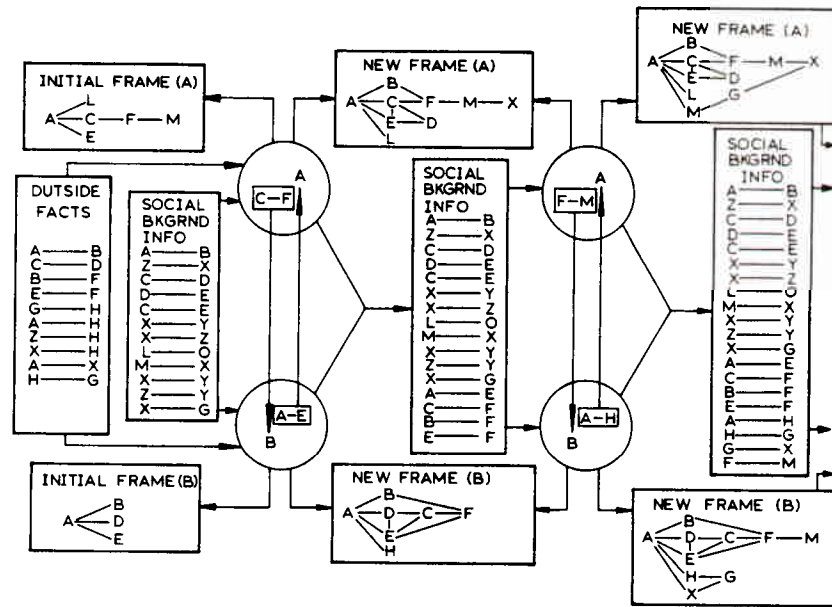 INITIAL FRAME (A)
L
A C F M
E
NEW FRAME (A)
B
A C F M X
E D
L
NEW FRAME (A)
B
A C F M X
E D
L G
M
DUTSIDE
FACTS
A B
C D
B F
E F
G H
A H
Z H
X H
A X
H G
SOCIAL
BKGRND
INFO
A B
Z X
C D
D E
C E
X Y
X Z
L O
M X
X Y
Z Y
X G
A
C-F
A-E
B
SOCIAL
BKGRND
INFO
A B
Z X
C D
D E
C E
X Y
X Z
L O
M X
X Y
Z Y
X G
A E
C F
B F
E F
A
F-M
A-H
B
SOCIAL
BKGRND
INFO
A B
Z X
C D
D E
C E
X Y
X Z
L O
M X
X Y
Z Y
X G
A E
C F
B F
E F
A H
H G
G X
F M
INITIAL FRAME (B)
B
A D
E
NEW FRAME (B)
B
A D C F
E
H
NEW FRAME (B)
B
A D C F M
E
H G
X